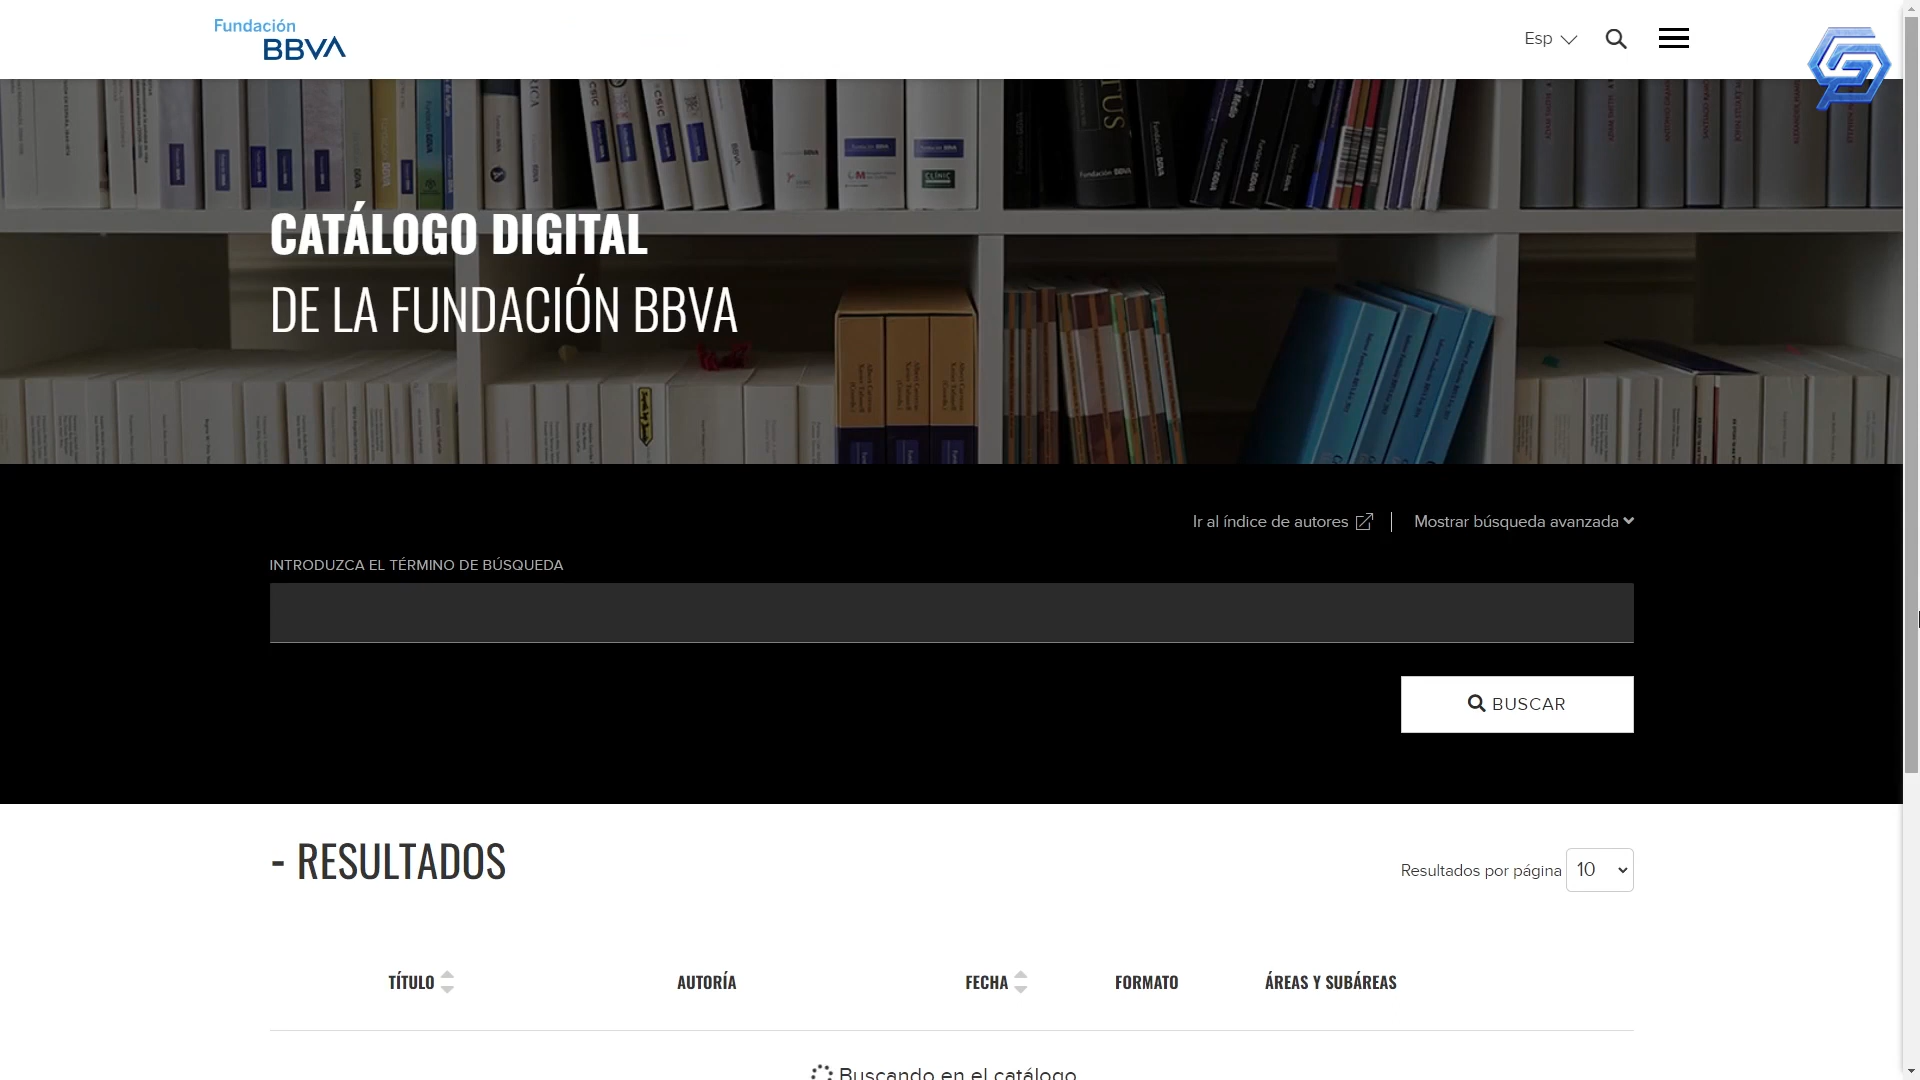 Fundación
BBVA
Esp
CATÁLOGO DIGITAL
DE LA FUNDACIÓN BBVA
Ir al índice de autores
Mostrar búsqueda avanzada
INTRODUZCA EL TÉRMINO DE BÚSQUEDA
BUSCAR
- RESULTADOS
Resultados por página 10
TÍTULO AUTORÍA FECHA FORMATO ÁREAS Y SUBÁREAS
Buscando en el catálogo